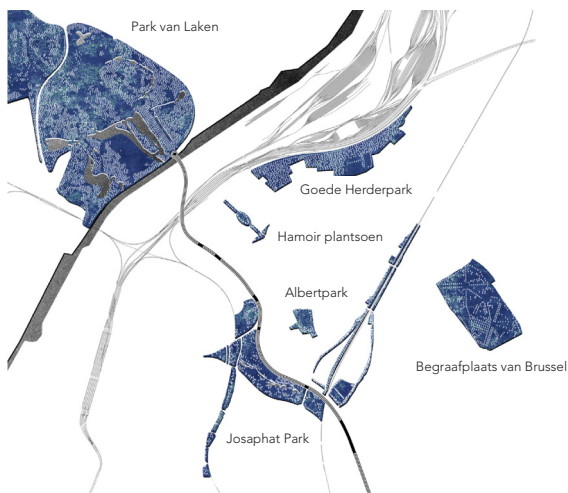 Park van Laken
Goede Herderpark
Hamoir plantsoen
Albertpark
Begraafplaats van Brussel
Josaphat Park